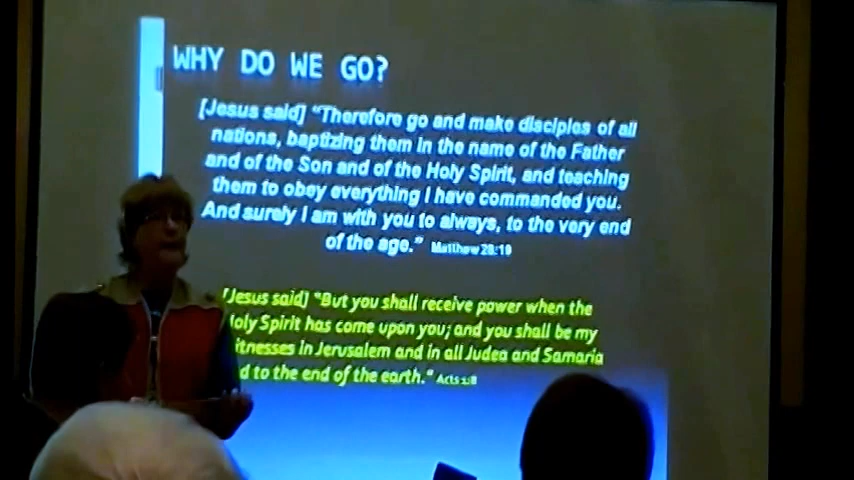 WHY DO WE GO?
[Jesus said] "Therefore go and make disciples of all
nations, baptizing them in the name of the Father
and of the Son and of the Holy Spirit, and teaching
them to obey everything I have commanded you.
And surely I am with you to always, to the very end
of the age." Matthew 28:19
[Jesus said] "But you shall receive power when the
oly Spirit has come upon you; and you shall be my
itnesses in Jerusalem and in all Judea and Samaria
d to the end of the earth." Acts 1:8